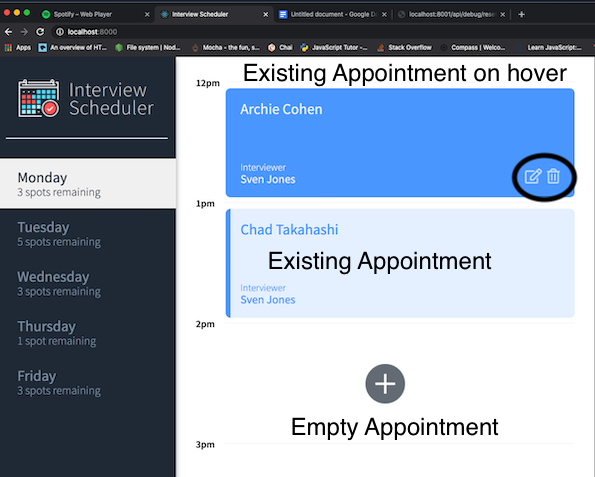 Spotify – Web Player
Interview Scheduler
Untitled document - Google Do
localhost:8001/api/debug/rese
localhost:8000
Apps
An overview of HT...
File system | Nod...
Mocha - the fun, s...
Chai
JavaScript Tutor -...
Stack Overflow
Compass | Welco...
Learn JavaScript:...
Interview
Scheduler
Monday
3 spots remaining
Tuesday
5 spots remaining
Wednesday
3 spots remaining
Thursday
1 spot remaining
Friday
3 spots remaining
12pm
Existing Appointment on hover
Archie Cohen
Interviewer
Sven Jones
1pm
Chad Takahashi
Existing Appointment
Interviewer
Sven Jones
2pm
Empty Appointment
3pm